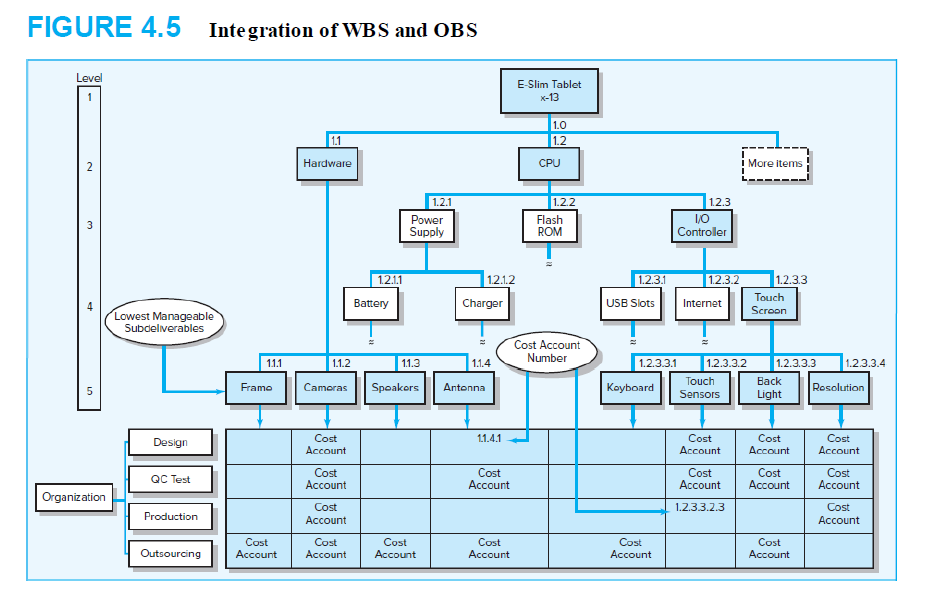 FIGURE 4.5 Integration of WBS and OBS
Level
1
E-Slim Tablet
x-13
1.0
1.1
1.2
2
Hardware
CPU
More items
1.2.1
1.2.2
1.2.3
3
Power
Supply
Flash
ROM
I/O
Controller
1.2.1.1
1.2.1.2
1.2.3.1
1.2.3.2
1.2.3.3
4
Battery
Charger
USB Slots
Internet
Touch
Screen
Lowest Manageable
Subdeliverables
Cost Account
Number
1.1.1
1.1.2
1.1.3
1.1.4
1.2.3.3.1
1.2.3.3.2
1.2.3.3.3
1.2.3.3.4
5
Frame
Cameras
Speakers
Antenna
Keyboard
Touch
Sensors
Back
Light
Resolution
Organization
Design
Cost
Account
1.1.4.1
Cost
Account
Cost
Account
Cost
Account
QC Test
Cost
Account
Cost
Account
Cost
Account
Cost
Account
Cost
Account
Production
Cost
Account
1.2.3.3.2.3
Cost
Account
Outsourcing
Cost
Account
Cost
Account
Cost
Account
Cost
Account
Cost
Account
Cost
Account